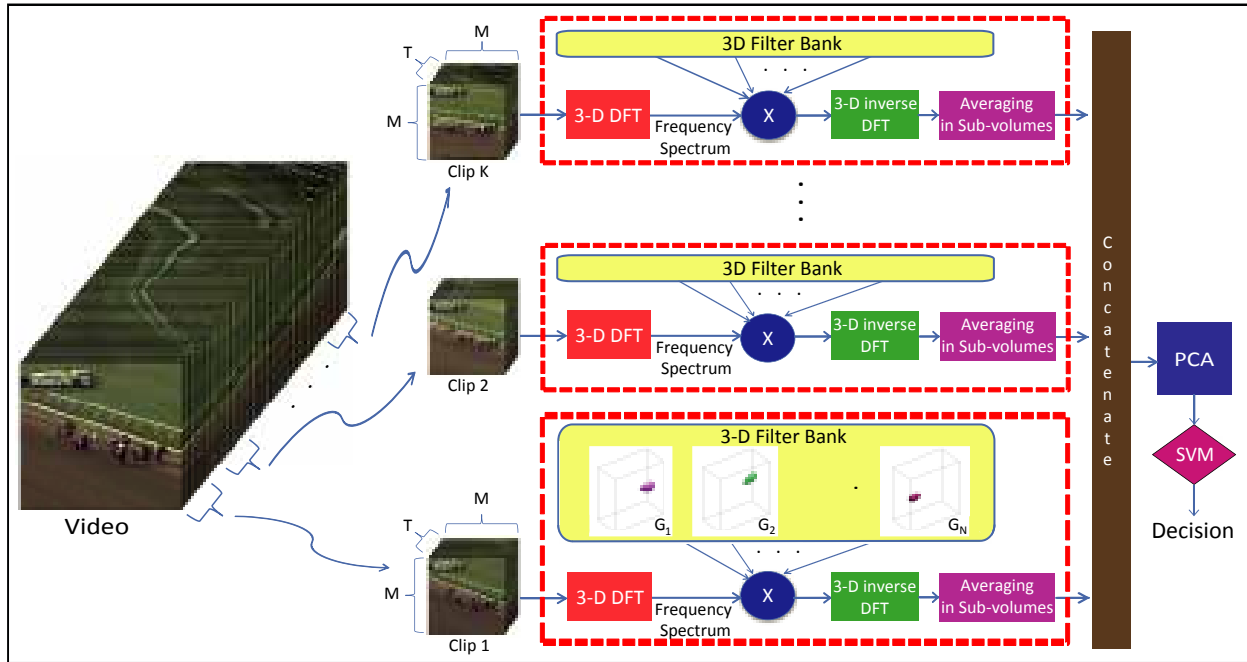 M
T
M
Clip K
3D Filter Bank
. . .
3-D DFT
Frequency
Spectrum
X
3-D inverse
DFT
Averaging
in Sub-volumes
Video
Clip 2
3D Filter Bank
. . .
3-D DFT
Frequency
Spectrum
X
3-D inverse
DFT
Averaging
in Sub-volumes
M
T
M
Clip 1
3-D Filter Bank
G1
G2
.
GN
. . . .
3-D DFT
Frequency
Spectrum
X
3-D inverse
DFT
Averaging
in Sub-volumes
Concatenate
PCA
SVM
Decision